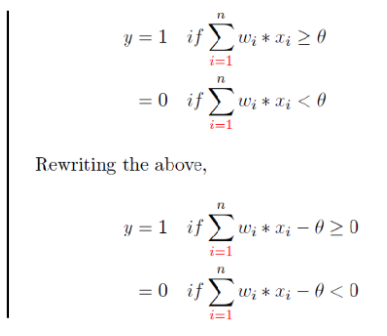 y = 1 if ∑_{i=1}^{n} w_i * x_i ≥ θ
= 0 if ∑_{i=1}^{n} w_i * x_i < θ
Rewriting the above,
y = 1 if ∑_{i=1}^{n} w_i * x_i − θ ≥ 0
= 0 if ∑_{i=1}^{n} w_i * x_i − θ < 0